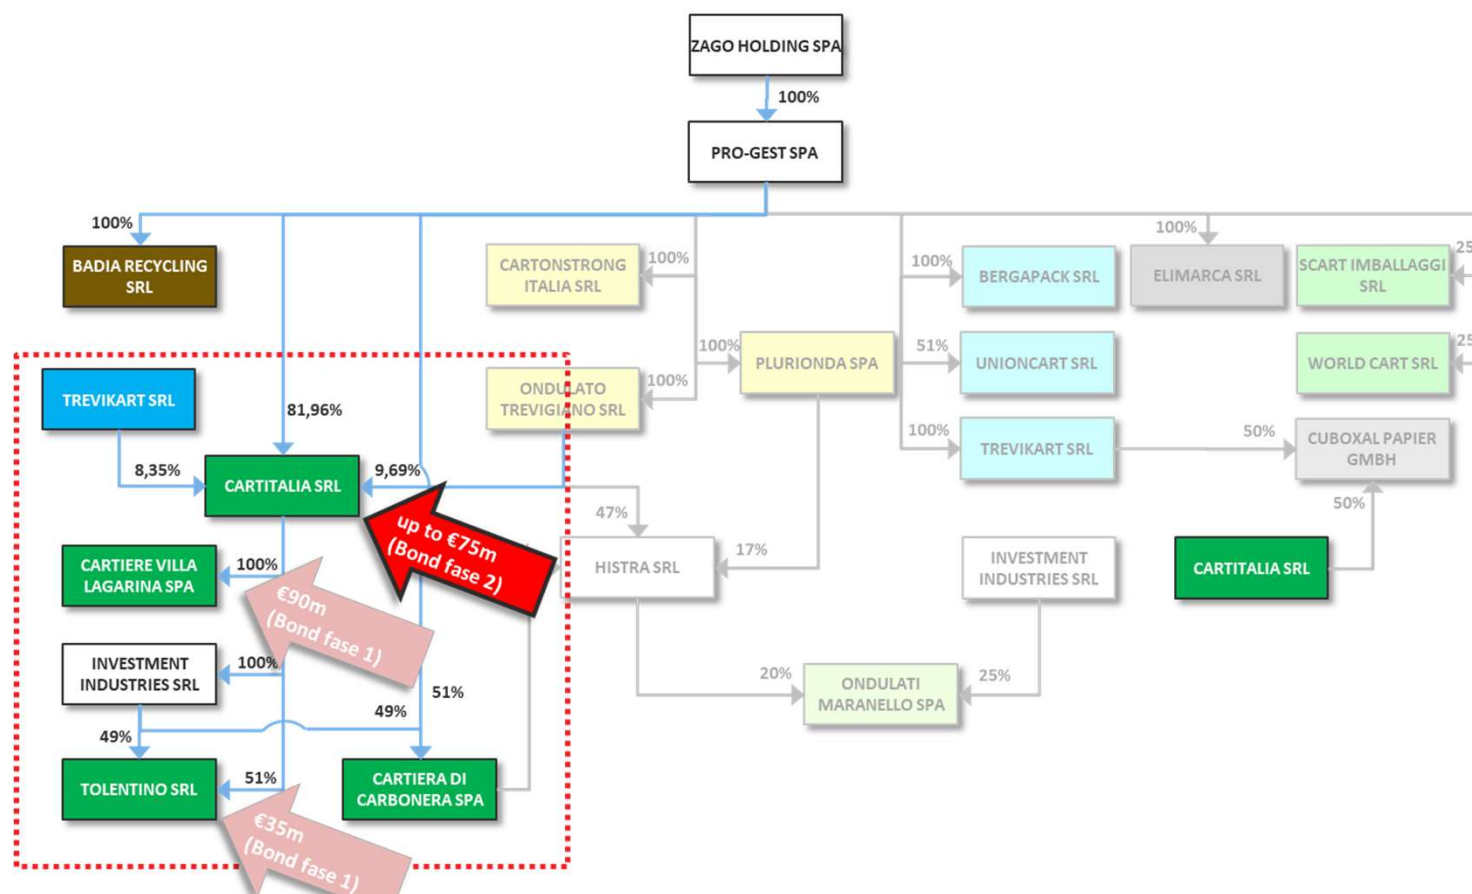 ZAGO HOLDING SPA
100%
PRO-GEST SPA
100%
BADIA RECYCLING
SRL
CARTONSTRONG
ITALIA SRL
100%
100%
BERGAPACK SRL
100%
ELIMARCA SRL
SCART IMBALLAGGI
SRL
25
TREVIKART SRL
81,96%
ONDULATO
TREVIGIANO SRL
100%
100%
PLURIONDA SPA
51%
UNIONCART SRL
WORLD CART SRL
25
8,35%
CARTITALIA SRL
9,69%
100%
TREVIKART SRL
50%
CUBOXAL PAPIER
GMBH
50%
up to €75m
(Bond fase 2)
47%
HISTRA SRL
17%
INVESTMENT
INDUSTRIES SRL
CARTITALIA SRL
CARTIERE VILLA
LAGARINA SPA
100%
€90m
(Bond fase 1)
INVESTMENT
INDUSTRIES SRL
100%
51%
49%
20%
ONDULATI
MARANELLO SPA
25%
49%
TOLENTINO SRL
51%
CARTIERA DI
CARBONERA SPA
€35m
(Bond fase 1)